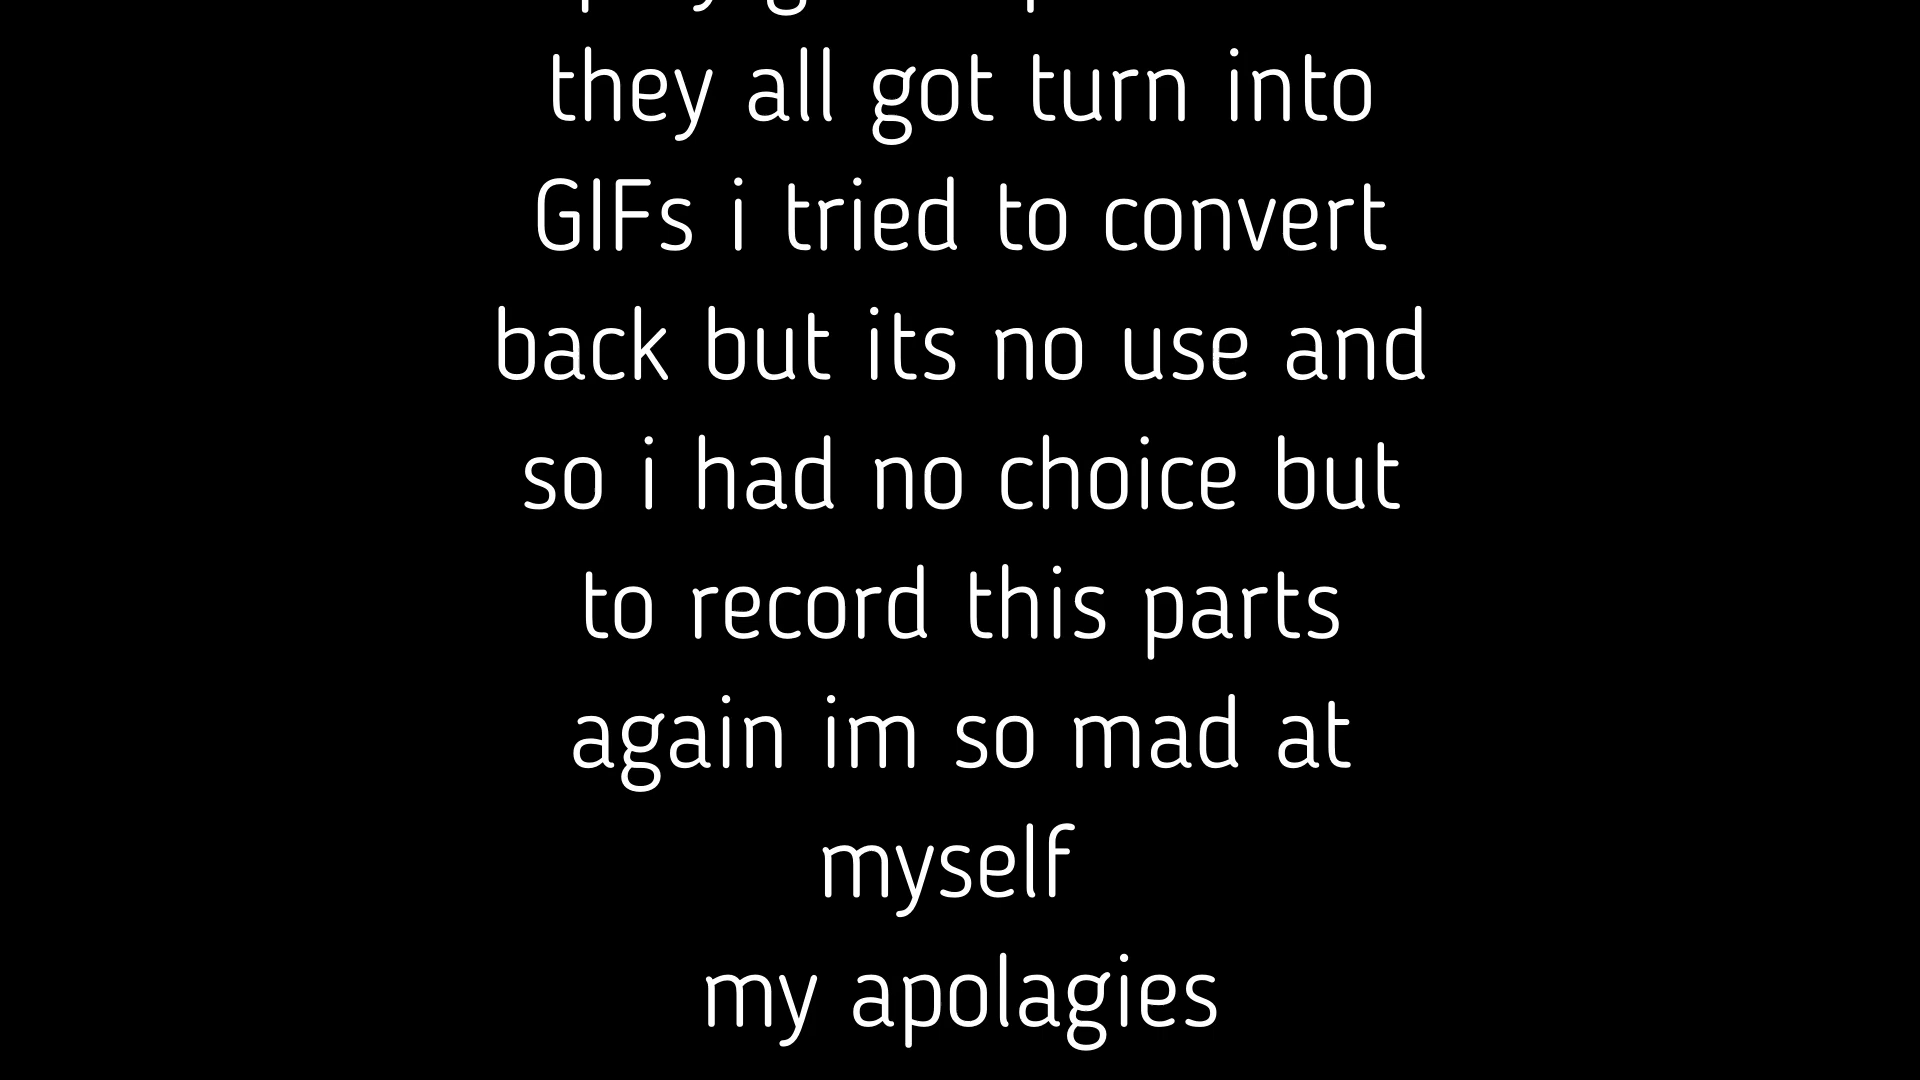 they all got turn into
GIFs i tried to convert
back but its no use and
so i had no choice but
to record this parts
again im so mad at
myself
my apolagies